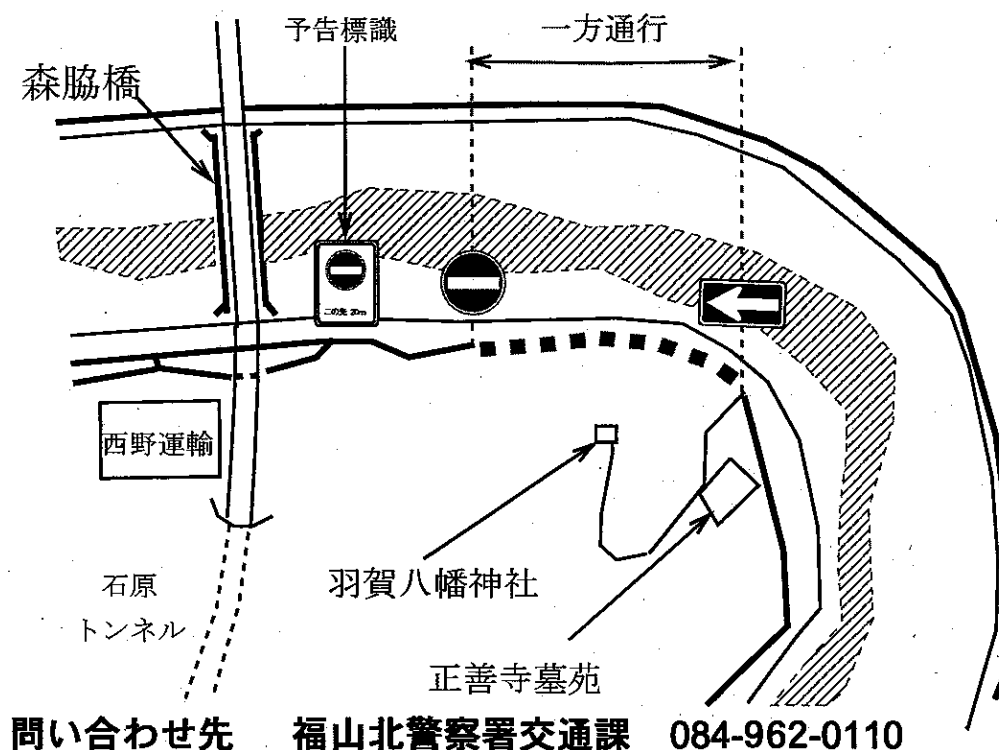 予告標識
一方通行
森脇橋
この先 20m
西野運輸
羽賀八幡神社
石原
トンネル
正善寺墓苑
問い合わせ先 福山北警察署交通課 084-962-0110